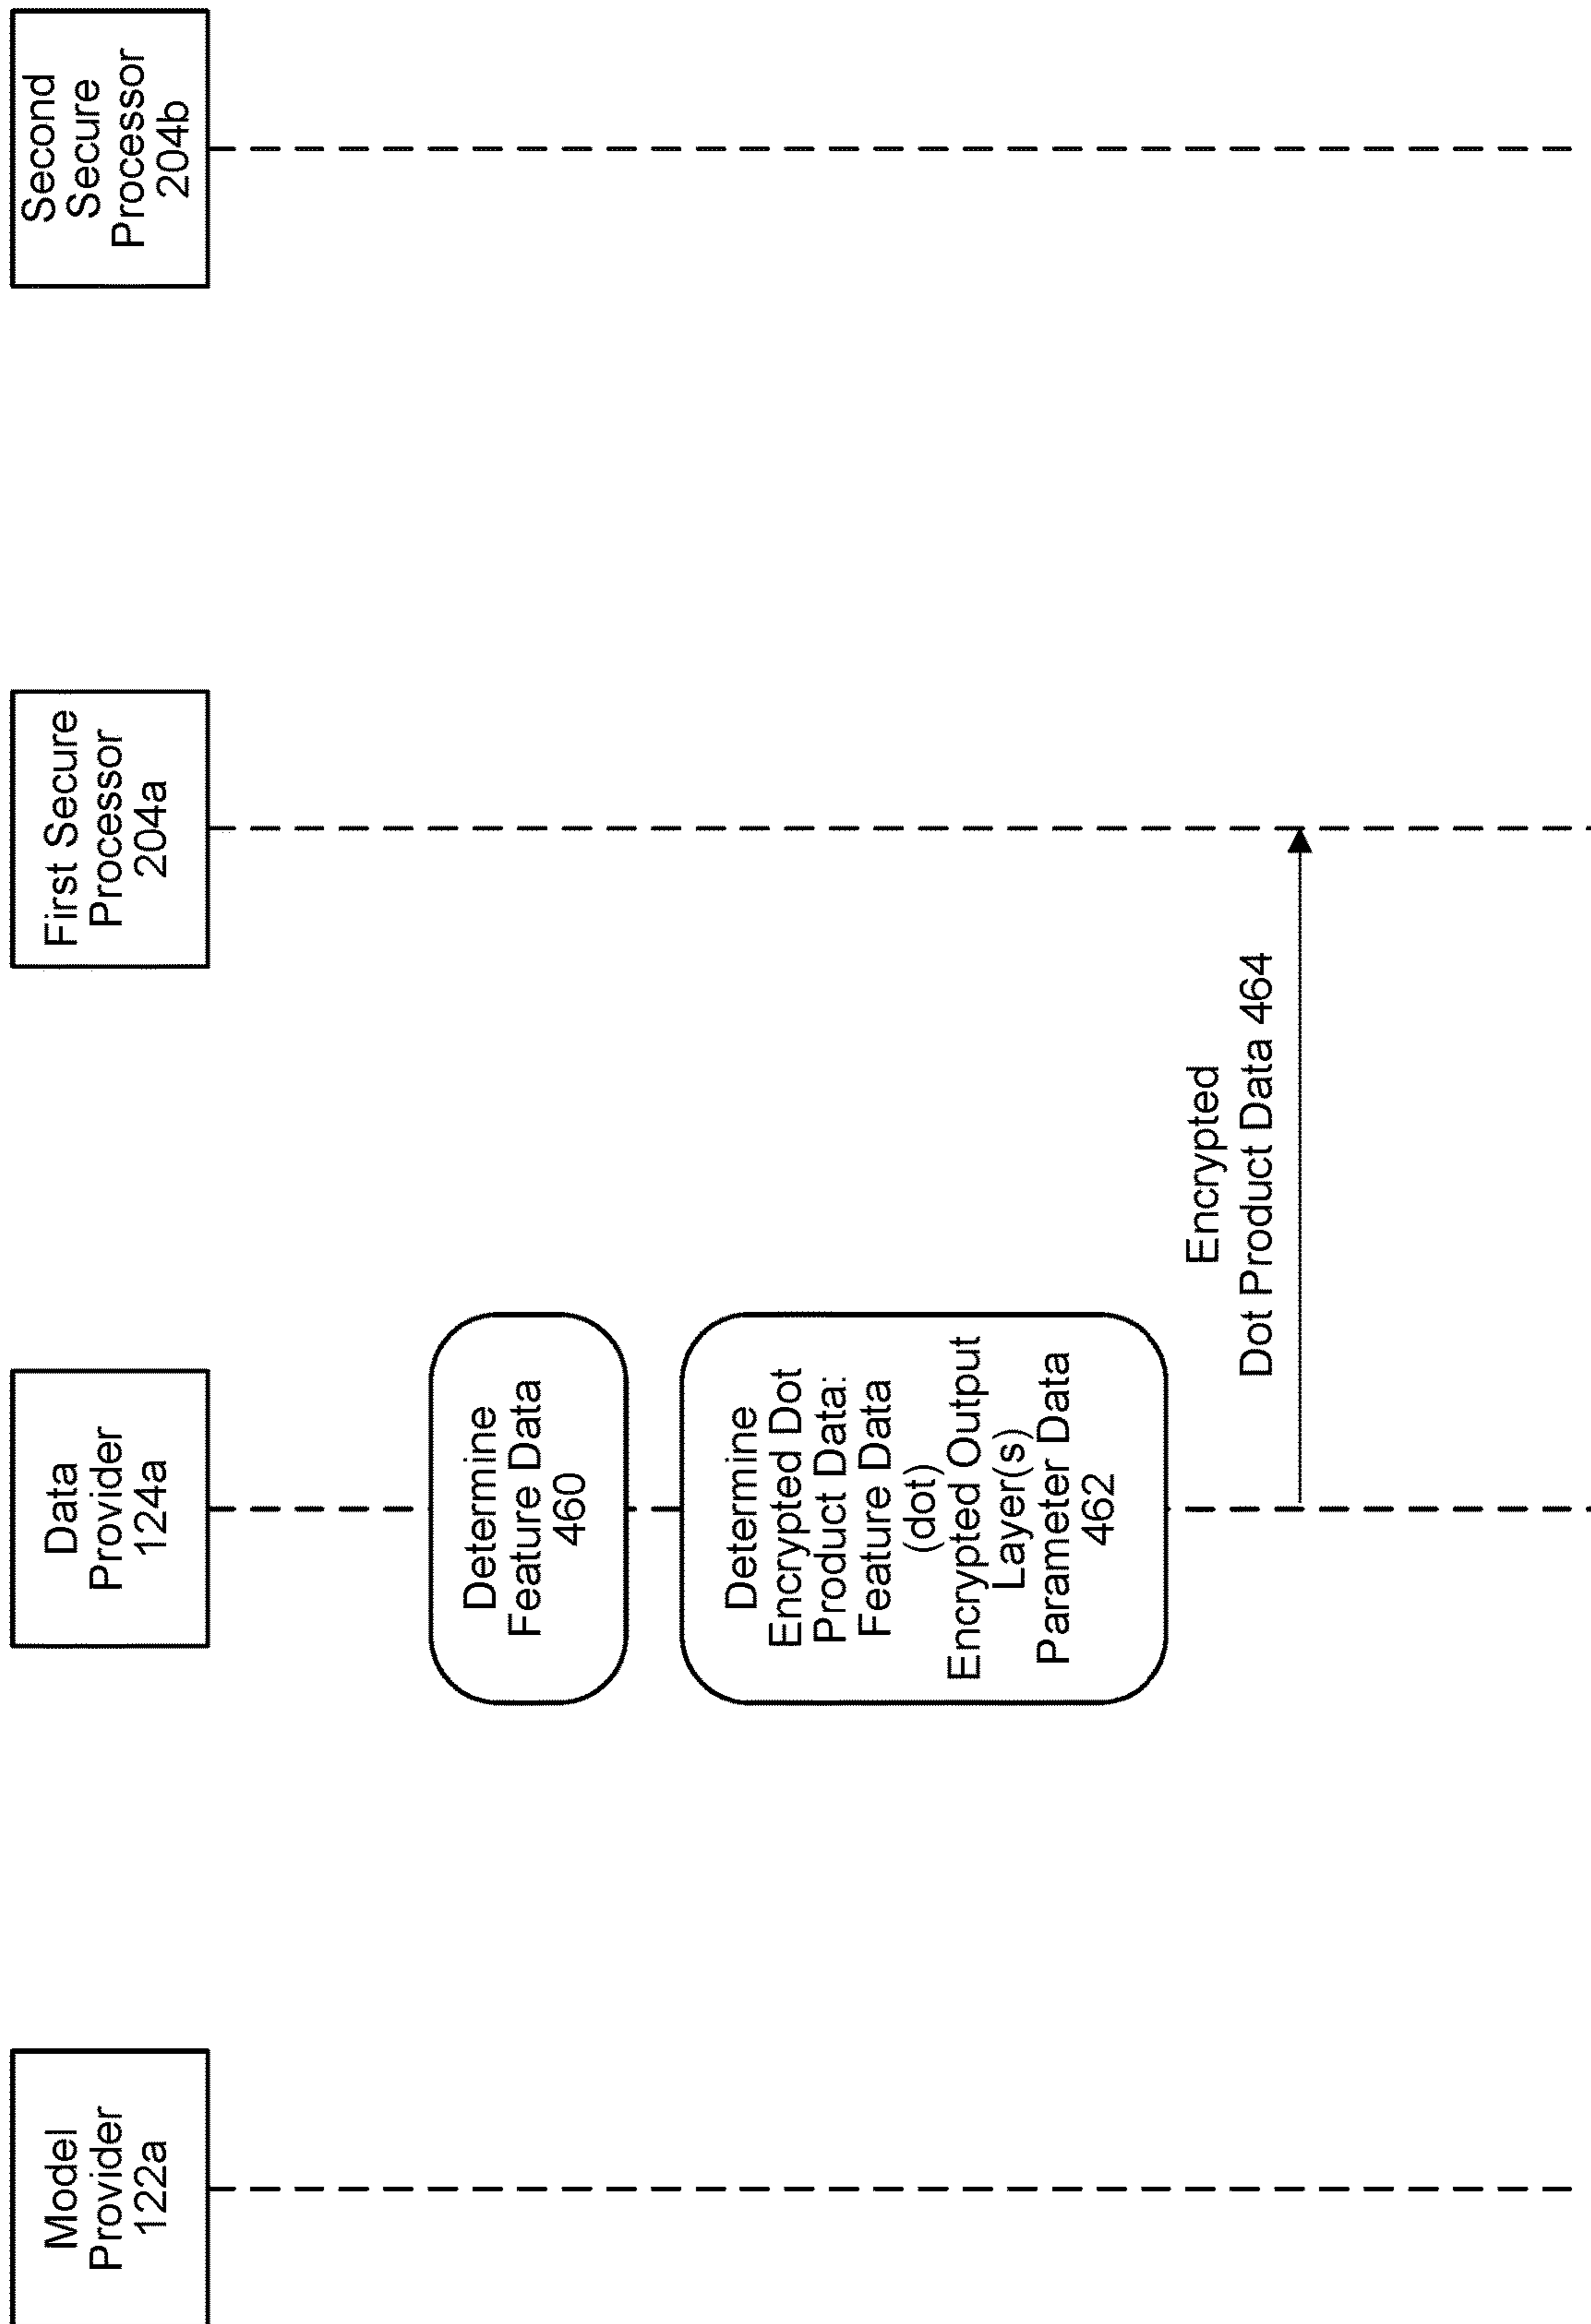 Model
Provider
122a
Data
Provider
124a
First Secure
Processor
204a
Second
Secure
Processor
204b
Determine
Feature Data
460
Determine
Encrypted Dot
Product Data:
Feature Data
(dot)
Encrypted Output
Layer(s)
Parameter Data
462
Encrypted
Dot Product Data 464